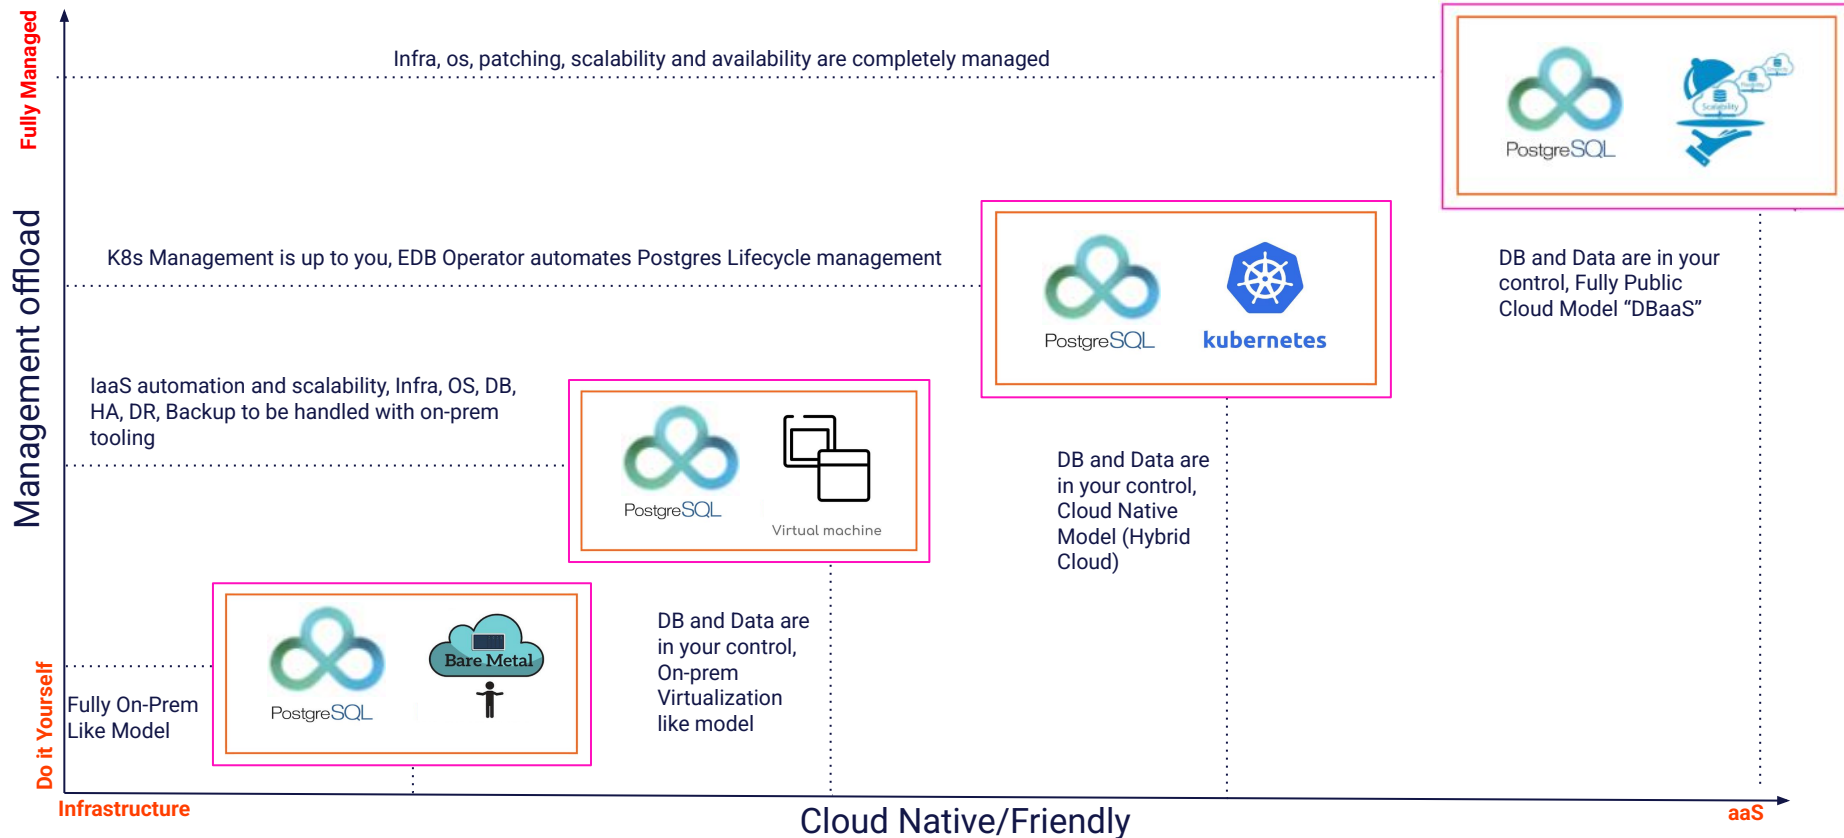 Fully Managed
Infra, os, patching, scalability and availability are completely managed
PostgreSQL
Scalability
DB and Data are in your
control, Fully Public
Cloud Model “DBaaS”
Management offload
K8s Management is up to you, EDB Operator automates Postgres Lifecycle management
PostgreSQL
kubernetes
DB and Data are
in your control,
Cloud Native
Model (Hybrid
Cloud)
IaaS automation and scalability, Infra, OS, DB,
HA, DR, Backup to be handled with on-prem
tooling
PostgreSQL
Virtual machine
DB and Data are
in your control,
On-prem
Virtualization
like model
Do it Yourself
Fully On-Prem
Like Model
PostgreSQL
Bare Metal
Infrastructure
Cloud Native/Friendly
aaS